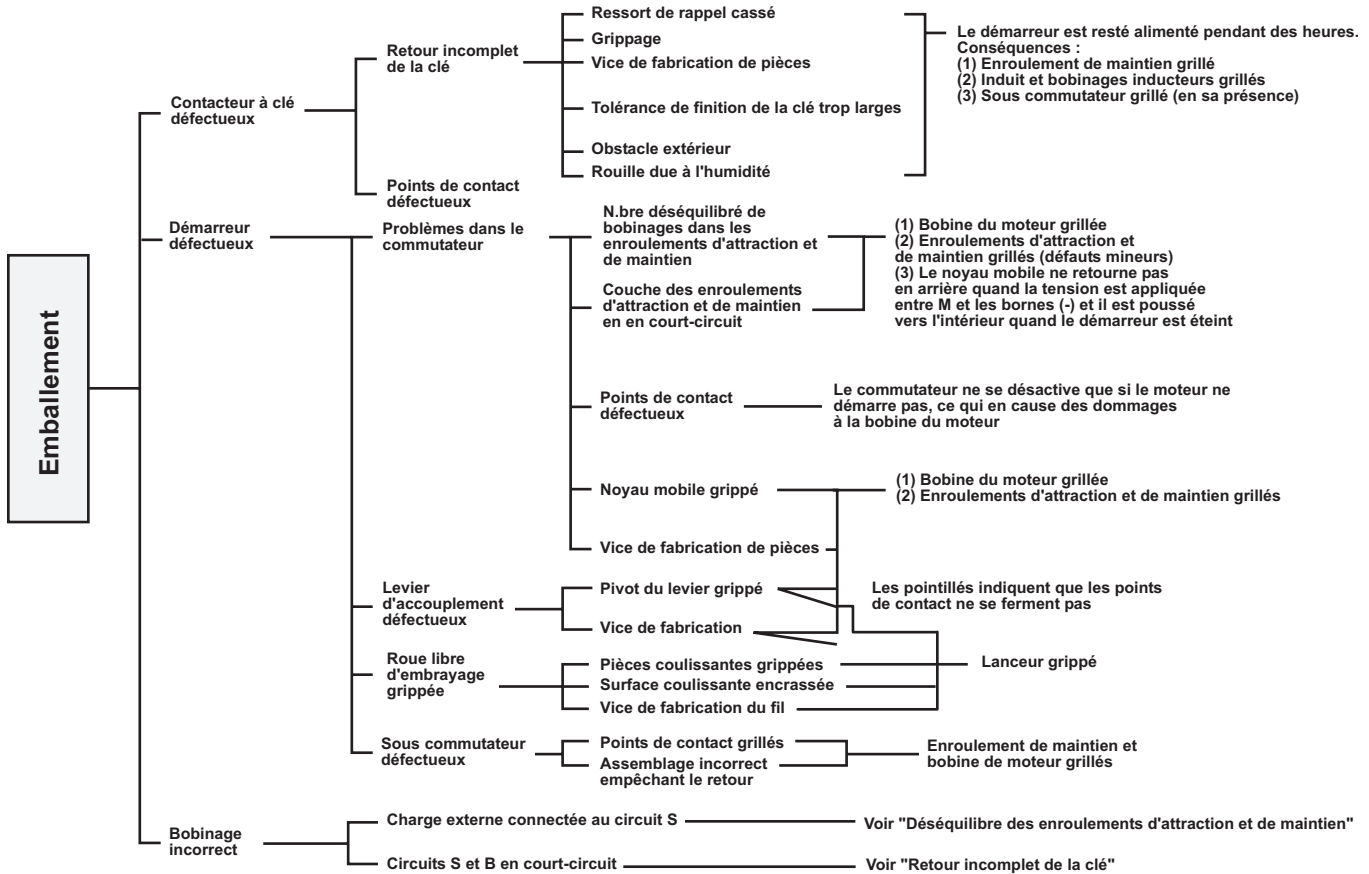 Emballement
Contacteur à clé
défectueux
Retour incomplet
de la clé
Ressort de rappel cassé
Grippage
Vice de fabrication de pièces
Tolérance de finition de la clé trop larges
Obstacle extérieur
Rouille due à l'humidité
Le démarreur est resté alimenté pendant des heures.
Conséquences :
(1) Enroulement de maintien grillé
(2) Induit et bobinages inducteurs grillés
(3) Sous commutateur grillé (en sa présence)
Points de contact
défectueux
Démarreur
défectueux
Problèmes dans le
commutateur
N.bre déséquilibré de
bobinages dans les
enroulements d'attraction et
de maintien
Couche des enroulements
d'attraction et de maintien
en en court-circuit
(1) Bobine du moteur grillée
(2) Enroulements d'attraction et
de maintien grillés (défauts mineurs)
(3) Le noyau mobile ne retourne pas
en arrière quand la tension est appliquée
entre M et les bornes (-) et il est poussé
vers l'intérieur quand le démarreur est éteint
Points de contact
défectueux
Le commutateur ne se désactive que si le moteur ne
démarre pas, ce qui en cause des dommages
à la bobine du moteur
Noyau mobile grippé
(1) Bobine du moteur grillée
(2) Enroulements d'attraction et de maintien grillés
Vice de fabrication de pièces
Levier
d'accouplement
défectueux
Pivot du levier grippé
Vice de fabrication
Les pointillés indiquent que les points
de contact ne se ferment pas
Roue libre
d'embrayage
grippée
Pièces coulissantes grippées
Surface coulissante encrassée
Vice de fabrication du fil
Lanceur grippé
Sous commutateur
défectueux
Points de contact grillés
Assemblage incorrect
empêchant le retour
Enroulement de maintien et
bobine de moteur grillés
Bobinage
incorrect
Charge externe connectée au circuit S
Voir "Déséquilibre des enroulements d'attraction et de maintien"
Circuits S et B en court-circuit
Voir "Retour incomplet de la clé"